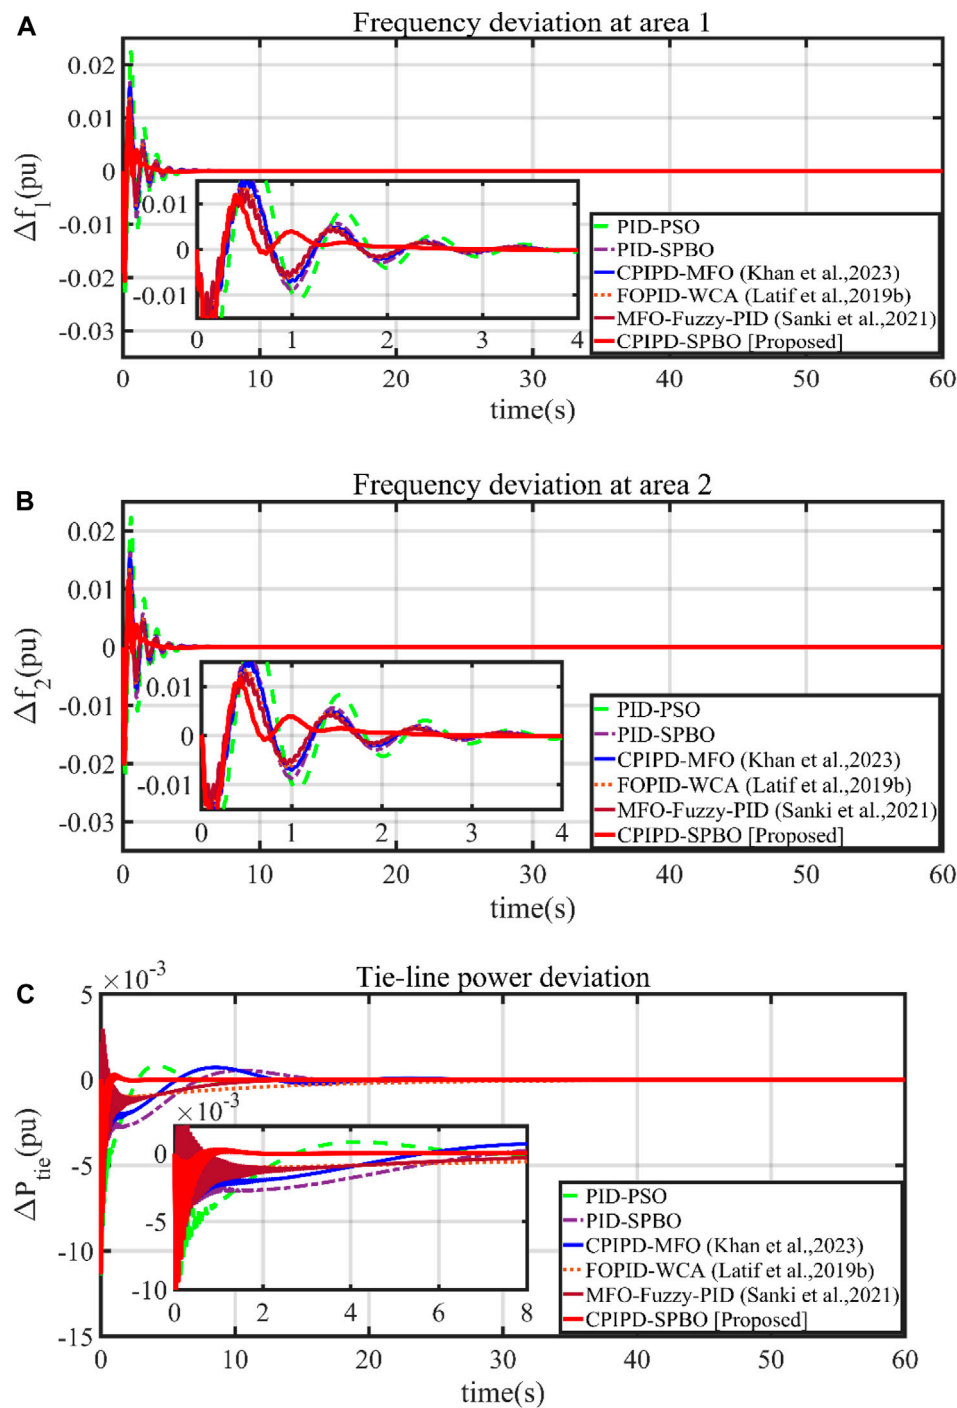 A
Frequency deviation at area 1
Δf1(pu)
0.02
0.01
0
-0.01
-0.02
-0.03
0.01
0
-0.01
0 1 2 3 4
PID-PSO
PID-SPBO
CPIPD-MFO (Khan et al.,2023)
FOPID-WCA (Latif et al.,2019b)
MFO-Fuzzy-PID (Sanki et al.,2021)
CPIPD-SPBO [Proposed]
0 10 20 30 40 50 60
time(s)
B
Frequency deviation at area 2
Δf2(pu)
0.02
0.01
0
-0.01
-0.02
-0.03
0.01
0
-0.01
0 1 2 3 4
PID-PSO
PID-SPBO
CPIPD-MFO (Khan et al.,2023)
FOPID-WCA (Latif et al.,2019b)
MFO-Fuzzy-PID (Sanki et al.,2021)
CPIPD-SPBO [Proposed]
0 10 20 30 40 50 60
time(s)
C
×10-3
Tie-line power deviation
ΔPtie(pu)
5
0
-5
-10
-15
×10-3
0
-5
-10
0 2 4 6 8
PID-PSO
PID-SPBO
CPIPD-MFO (Khan et al.,2023)
FOPID-WCA (Latif et al.,2019b)
MFO-Fuzzy-PID (Sanki et al.,2021)
CPIPD-SPBO [Proposed]
0 10 20 30 40 50 60
time(s)